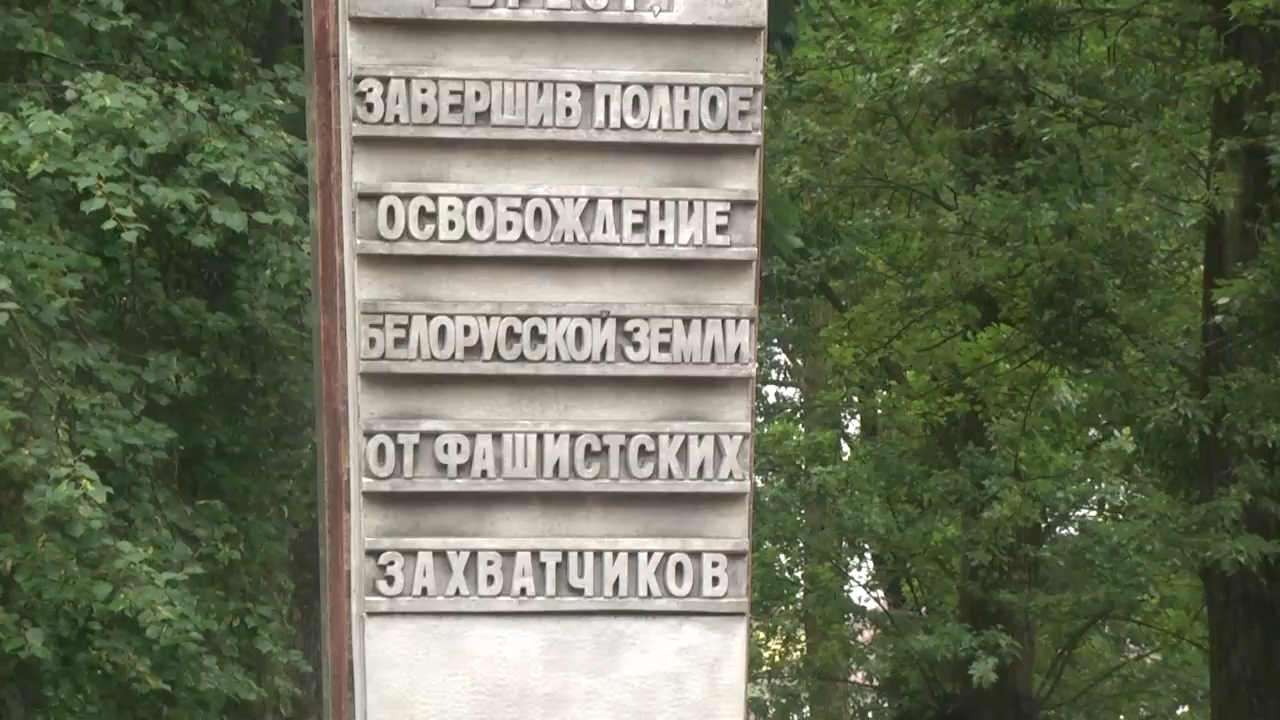 ЗАВЕРШИВ ПОЛНОЕ
ОСВОБОЖДЕНИЕ
БЕЛОРУССКОЙ ЗЕМЛИ
ОТ ФАШИСТСКИХ
ЗАХВАТЧИКОВ